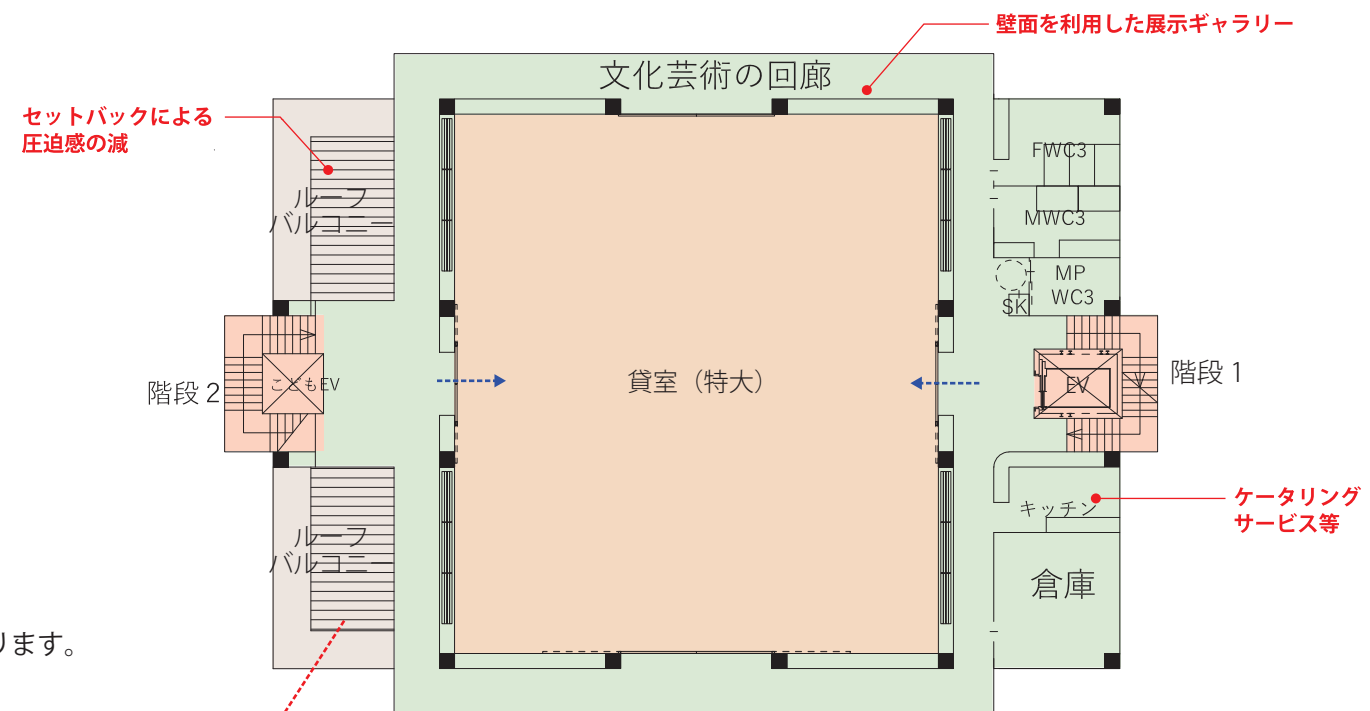 壁面を利用した展示ギャラリー
文化芸術の回廊
セットバックによる
圧迫感の減
FWC3
ルーフ
バルコニー
MWC3
MP
WC3
SK
階段 2
こどもEV
貸室（特大）
EV
階段 1
キッチン
ケータリング
サービス等
ルーフ
バルコニー
倉庫
ります。